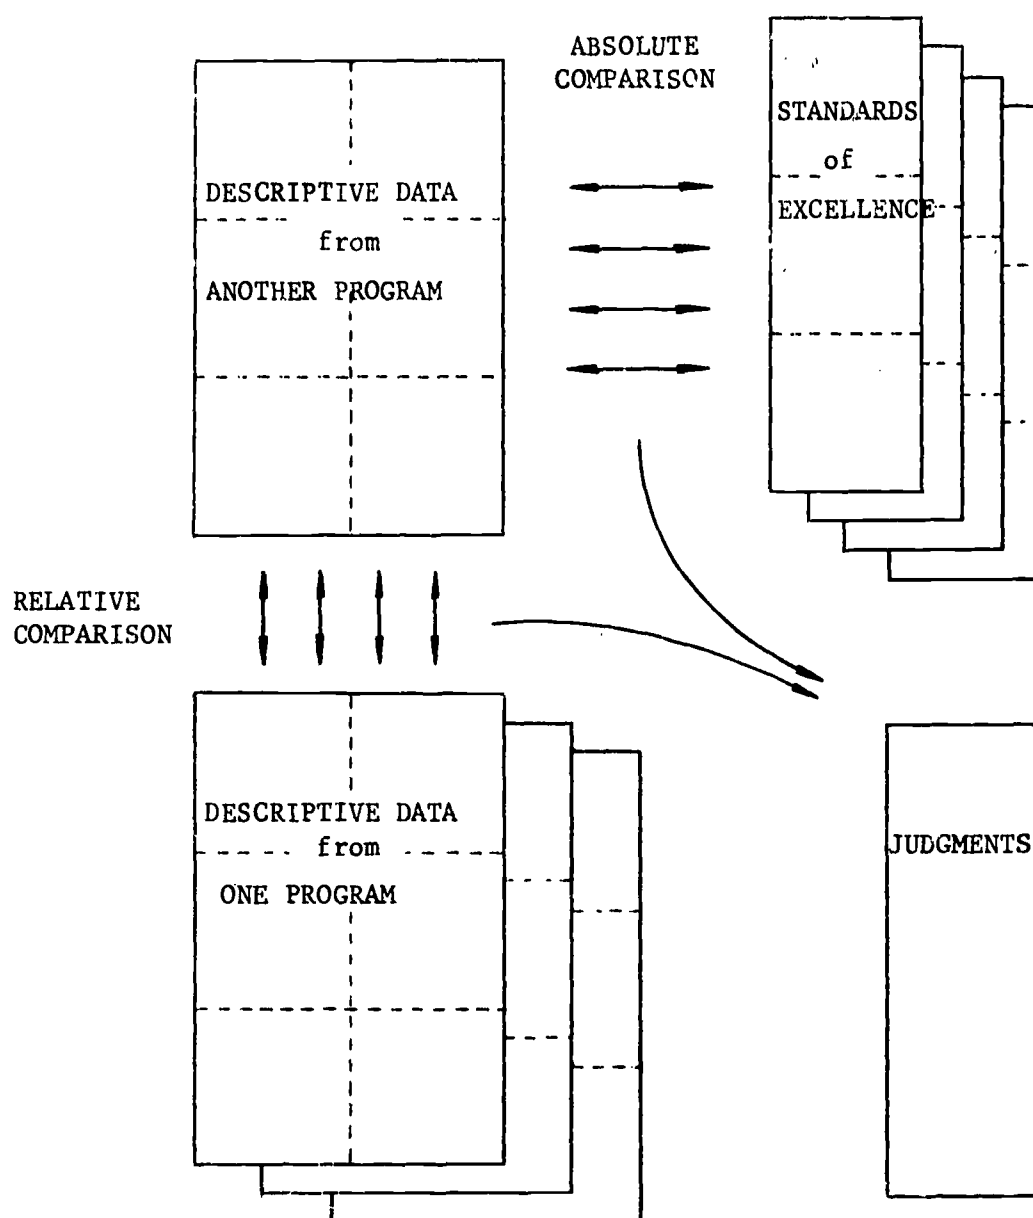 ABSOLUTE
COMPARISON
STANDARDS
of
EXCELLENCE
DESCRIPTIVE DATA
from
ANOTHER PROGRAM
RELATIVE
COMPARISON
DESCRIPTIVE DATA
from
ONE PROGRAM
JUDGMENTS